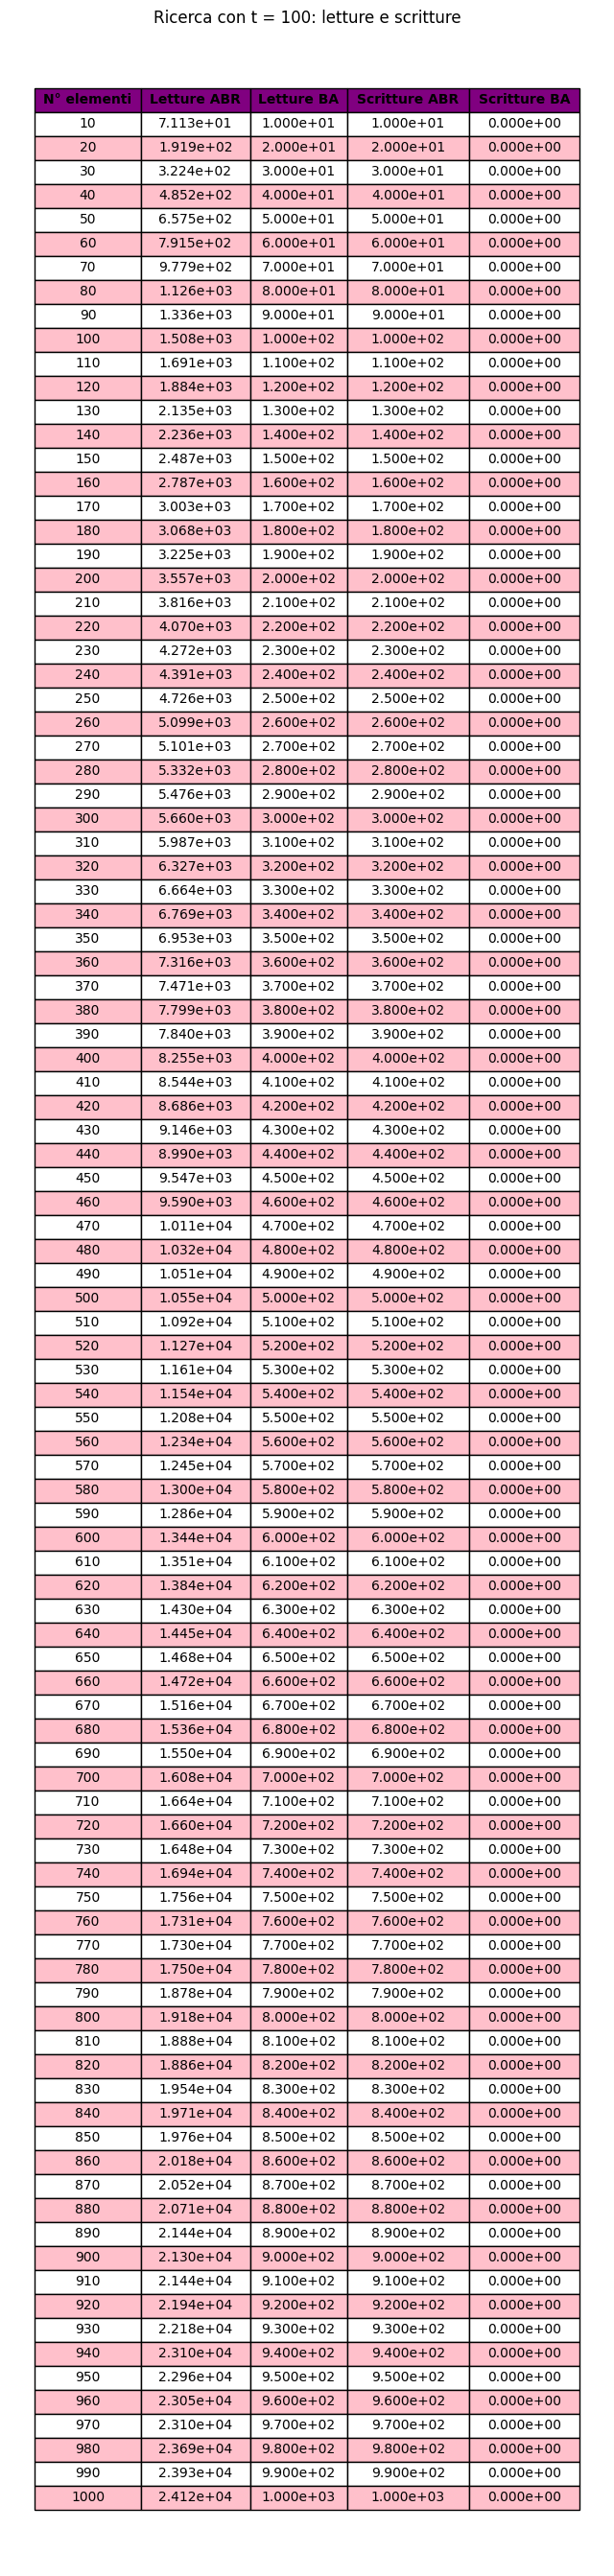 Ricerca con t = 100: letture e scritture
N° elementi Letture ABR Letture BA Scritture ABR Scritture BA
10 7.113e+01 1.000e+01 1.000e+01 0.000e+00
20 1.919e+02 2.000e+01 2.000e+01 0.000e+00
30 3.224e+02 3.000e+01 3.000e+01 0.000e+00
40 4.852e+02 4.000e+01 4.000e+01 0.000e+00
50 6.575e+02 5.000e+01 5.000e+01 0.000e+00
60 7.915e+02 6.000e+01 6.000e+01 0.000e+00
70 9.779e+02 7.000e+01 7.000e+01 0.000e+00
80 1.126e+03 8.000e+01 8.000e+01 0.000e+00
90 1.336e+03 9.000e+01 9.000e+01 0.000e+00
100 1.508e+03 1.000e+02 1.000e+02 0.000e+00
110 1.691e+03 1.100e+02 1.100e+02 0.000e+00
120 1.884e+03 1.200e+02 1.200e+02 0.000e+00
130 2.135e+03 1.300e+02 1.300e+02 0.000e+00
140 2.236e+03 1.400e+02 1.400e+02 0.000e+00
150 2.487e+03 1.500e+02 1.500e+02 0.000e+00
160 2.787e+03 1.600e+02 1.600e+02 0.000e+00
170 3.003e+03 1.700e+02 1.700e+02 0.000e+00
180 3.068e+03 1.800e+02 1.800e+02 0.000e+00
190 3.225e+03 1.900e+02 1.900e+02 0.000e+00
200 3.557e+03 2.000e+02 2.000e+02 0.000e+00
210 3.816e+03 2.100e+02 2.100e+02 0.000e+00
220 4.070e+03 2.200e+02 2.200e+02 0.000e+00
230 4.272e+03 2.300e+02 2.300e+02 0.000e+00
240 4.391e+03 2.400e+02 2.400e+02 0.000e+00
250 4.726e+03 2.500e+02 2.500e+02 0.000e+00
260 5.099e+03 2.600e+02 2.600e+02 0.000e+00
270 5.101e+03 2.700e+02 2.700e+02 0.000e+00
280 5.332e+03 2.800e+02 2.800e+02 0.000e+00
290 5.476e+03 2.900e+02 2.900e+02 0.000e+00
300 5.660e+03 3.000e+02 3.000e+02 0.000e+00
310 5.987e+03 3.100e+02 3.100e+02 0.000e+00
320 6.327e+03 3.200e+02 3.200e+02 0.000e+00
330 6.664e+03 3.300e+02 3.300e+02 0.000e+00
340 6.769e+03 3.400e+02 3.400e+02 0.000e+00
350 6.953e+03 3.500e+02 3.500e+02 0.000e+00
360 7.316e+03 3.600e+02 3.600e+02 0.000e+00
370 7.471e+03 3.700e+02 3.700e+02 0.000e+00
380 7.799e+03 3.800e+02 3.800e+02 0.000e+00
390 7.840e+03 3.900e+02 3.900e+02 0.000e+00
400 8.255e+03 4.000e+02 4.000e+02 0.000e+00
410 8.544e+03 4.100e+02 4.100e+02 0.000e+00
420 8.686e+03 4.200e+02 4.200e+02 0.000e+00
430 9.146e+03 4.300e+02 4.300e+02 0.000e+00
440 8.990e+03 4.400e+02 4.400e+02 0.000e+00
450 9.547e+03 4.500e+02 4.500e+02 0.000e+00
460 9.590e+03 4.600e+02 4.600e+02 0.000e+00
470 1.011e+04 4.700e+02 4.700e+02 0.000e+00
480 1.032e+04 4.800e+02 4.800e+02 0.000e+00
490 1.051e+04 4.900e+02 4.900e+02 0.000e+00
500 1.055e+04 5.000e+02 5.000e+02 0.000e+00
510 1.092e+04 5.100e+02 5.100e+02 0.000e+00
520 1.127e+04 5.200e+02 5.200e+02 0.000e+00
530 1.161e+04 5.300e+02 5.300e+02 0.000e+00
540 1.154e+04 5.400e+02 5.400e+02 0.000e+00
550 1.208e+04 5.500e+02 5.500e+02 0.000e+00
560 1.234e+04 5.600e+02 5.600e+02 0.000e+00
570 1.245e+04 5.700e+02 5.700e+02 0.000e+00
580 1.300e+04 5.800e+02 5.800e+02 0.000e+00
590 1.286e+04 5.900e+02 5.900e+02 0.000e+00
600 1.344e+04 6.000e+02 6.000e+02 0.000e+00
610 1.351e+04 6.100e+02 6.100e+02 0.000e+00
620 1.384e+04 6.200e+02 6.200e+02 0.000e+00
630 1.430e+04 6.300e+02 6.300e+02 0.000e+00
640 1.445e+04 6.400e+02 6.400e+02 0.000e+00
650 1.468e+04 6.500e+02 6.500e+02 0.000e+00
660 1.472e+04 6.600e+02 6.600e+02 0.000e+00
670 1.516e+04 6.700e+02 6.700e+02 0.000e+00
680 1.536e+04 6.800e+02 6.800e+02 0.000e+00
690 1.550e+04 6.900e+02 6.900e+02 0.000e+00
700 1.608e+04 7.000e+02 7.000e+02 0.000e+00
710 1.664e+04 7.100e+02 7.100e+02 0.000e+00
720 1.660e+04 7.200e+02 7.200e+02 0.000e+00
730 1.648e+04 7.300e+02 7.300e+02 0.000e+00
740 1.694e+04 7.400e+02 7.400e+02 0.000e+00
750 1.756e+04 7.500e+02 7.500e+02 0.000e+00
760 1.731e+04 7.600e+02 7.600e+02 0.000e+00
770 1.730e+04 7.700e+02 7.700e+02 0.000e+00
780 1.750e+04 7.800e+02 7.800e+02 0.000e+00
790 1.878e+04 7.900e+02 7.900e+02 0.000e+00
800 1.918e+04 8.000e+02 8.000e+02 0.000e+00
810 1.888e+04 8.100e+02 8.100e+02 0.000e+00
820 1.886e+04 8.200e+02 8.200e+02 0.000e+00
830 1.954e+04 8.300e+02 8.300e+02 0.000e+00
840 1.971e+04 8.400e+02 8.400e+02 0.000e+00
850 1.976e+04 8.500e+02 8.500e+02 0.000e+00
860 2.018e+04 8.600e+02 8.600e+02 0.000e+00
870 2.052e+04 8.700e+02 8.700e+02 0.000e+00
880 2.071e+04 8.800e+02 8.800e+02 0.000e+00
890 2.144e+04 8.900e+02 8.900e+02 0.000e+00
900 2.130e+04 9.000e+02 9.000e+02 0.000e+00
910 2.144e+04 9.100e+02 9.100e+02 0.000e+00
920 2.194e+04 9.200e+02 9.200e+02 0.000e+00
930 2.218e+04 9.300e+02 9.300e+02 0.000e+00
940 2.310e+04 9.400e+02 9.400e+02 0.000e+00
950 2.296e+04 9.500e+02 9.500e+02 0.000e+00
960 2.305e+04 9.600e+02 9.600e+02 0.000e+00
970 2.310e+04 9.700e+02 9.700e+02 0.000e+00
980 2.369e+04 9.800e+02 9.800e+02 0.000e+00
990 2.393e+04 9.900e+02 9.900e+02 0.000e+00
1000 2.412e+04 1.000e+03 1.000e+03 0.000e+00